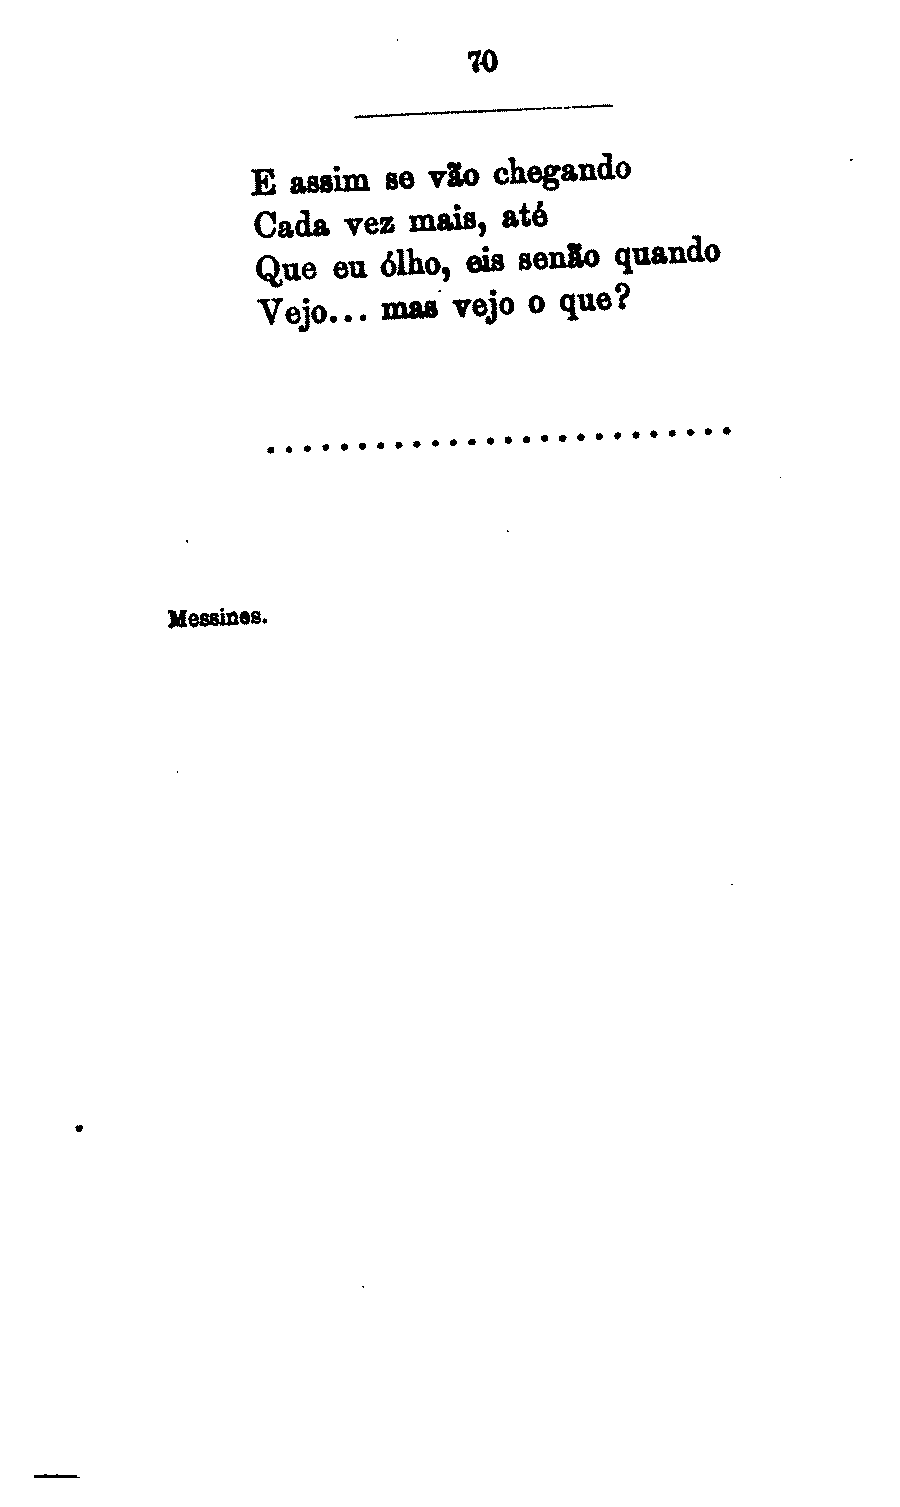 70
E assim se vão chegando
Cada vez mais, até
Que eu ólho, eis senão quando
Vejo... mas vejo o que?
..........................
Messines.